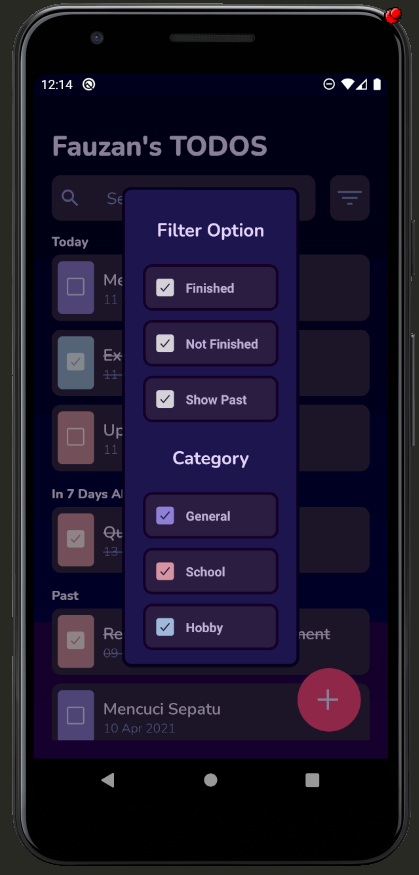 12:14
Fauzan's TODOS
Se
Filter Option
Today
Finished
Me
11
Not Finished
Ex
11
Show Past
Up
11
Category
In 7 Days A
General
Qu
13
School
Past
Hobby
Re ment
09
Mencuci Sepatu
10 Apr 2021